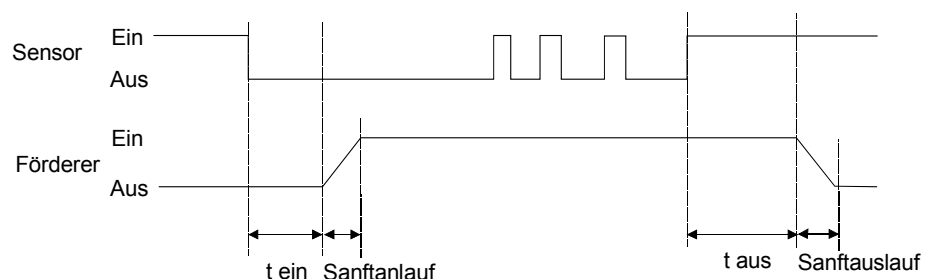 Sensor
Ein
Aus
Förderer
Ein
Aus
t ein
Sanftanlauf
t aus
Sanftauslauf